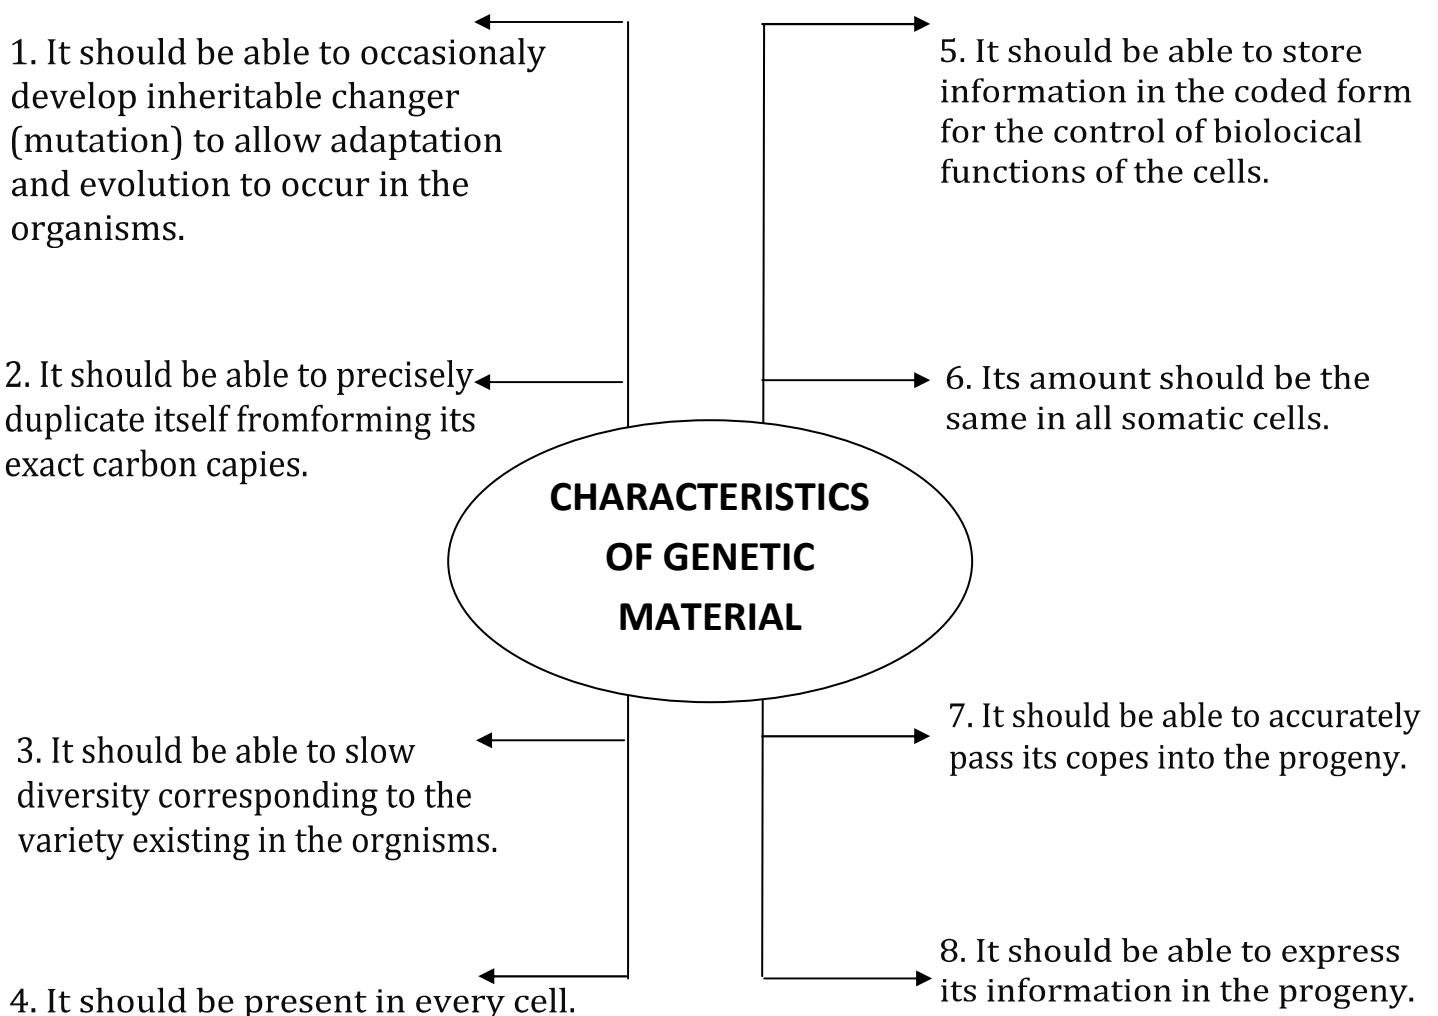 1. It should be able to occasionaly
develop inheritable changer
(mutation) to allow adaptation
and evolution to occur in the
organisms.
2. It should be able to precisely
duplicate itself fromforming its
exact carbon capies.
3. It should be able to slow
diversity corresponding to the
variety existing in the orgnisms.
4. It should be present in every cell.
CHARACTERISTICS
OF GENETIC
MATERIAL
5. It should be able to store
information in the coded form
for the control of biolocical
functions of the cells.
6. Its amount should be the
same in all somatic cells.
7. It should be able to accurately
pass its copes into the progeny.
8. It should be able to express
its information in the progeny.